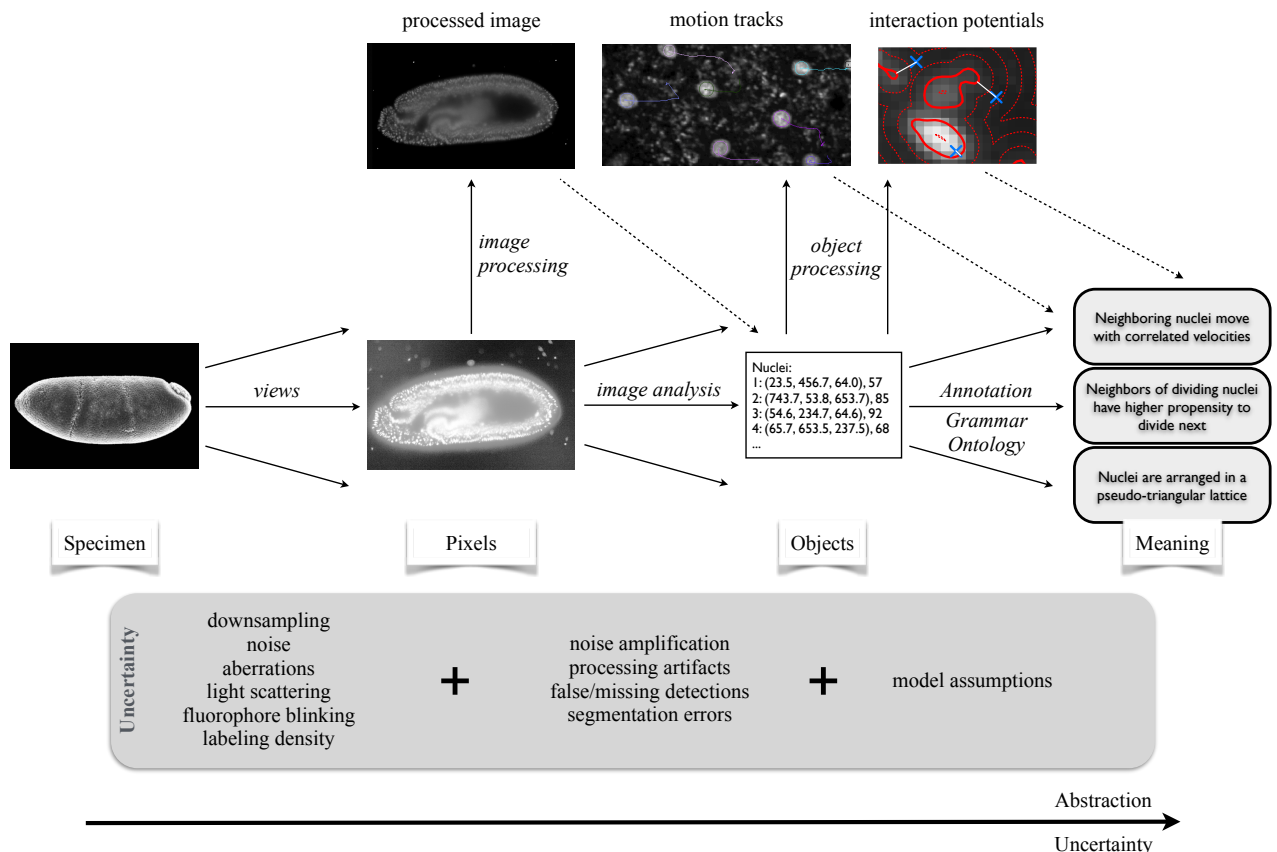 processed image
motion tracks
interaction potentials
image
processing
object
processing
views
image analysis
Nuclei:
1: (23.5, 456.7, 64.0), 57
2: (743.7, 53.8, 653.7), 85
3: (54.6, 234.7, 64.6), 92
4: (65.7, 653.5, 237.5), 68
...
Annotation
Grammar
Ontology
Neighboring nuclei move
with correlated velocities
Neighbors of dividing nuclei
have higher propensity to
divide next
Nuclei are arranged in a
pseudo-triangular lattice
Specimen
Pixels
Objects
Meaning
Uncertainty
downsampling
noise
aberrations
light scattering
fluorophore blinking
labeling density
+
noise amplification
processing artifacts
false/missing detections
segmentation errors
+
model assumptions
Abstraction
Uncertainty